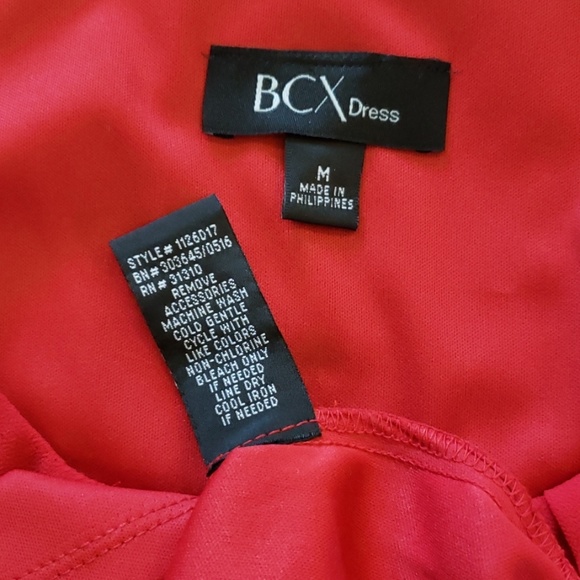 BCX Dress
M
MADE IN
PHILIPPINES
STYLE# 1126D17
BN# 303645/0516
RN# 31310
REMOVE
ACCESSORIES
MACHINE WASH
COLD GENTLE
CYCLE WITH
LIKE COLORS
NON-CHLORINE
BLEACH ONLY
IF NEEDED
LINE DRY
COOL IRON
IF NEEDED